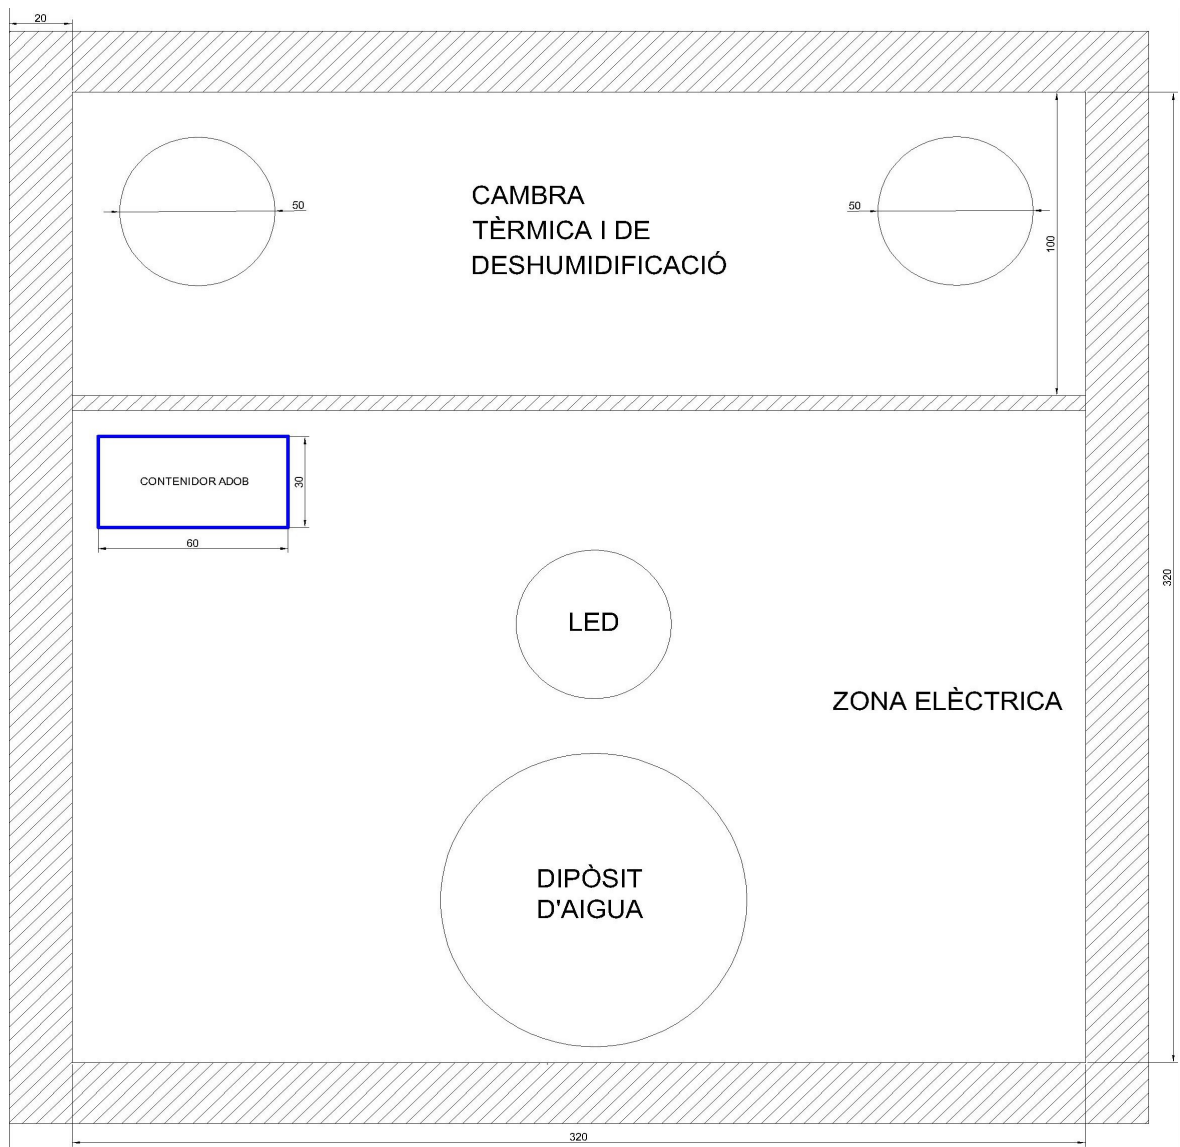 20
CAMBRA
TÈRMICA I DE
DESHUMIDIFICACIÓ
50
50
100
CONTENIDOR ADOB
30
60
320
LED
ZONA ELÈCTRICA
DIPÒSIT
D'AIGUA
320